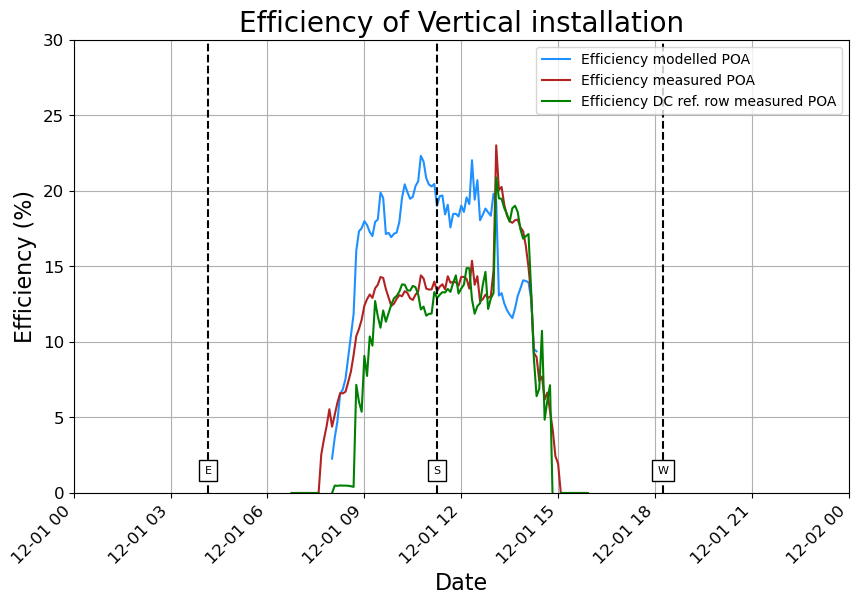 Efficiency of Vertical installation
Efficiency modelled POA
Efficiency measured POA
Efficiency DC ref. row measured POA
Efficiency (%)
30
25
20
15
10
5
0
E
S
W
12-01 00
12-01 03
12-01 06
12-01 09
12-01 12
12-01 15
12-01 18
12-01 21
12-02 00
Date